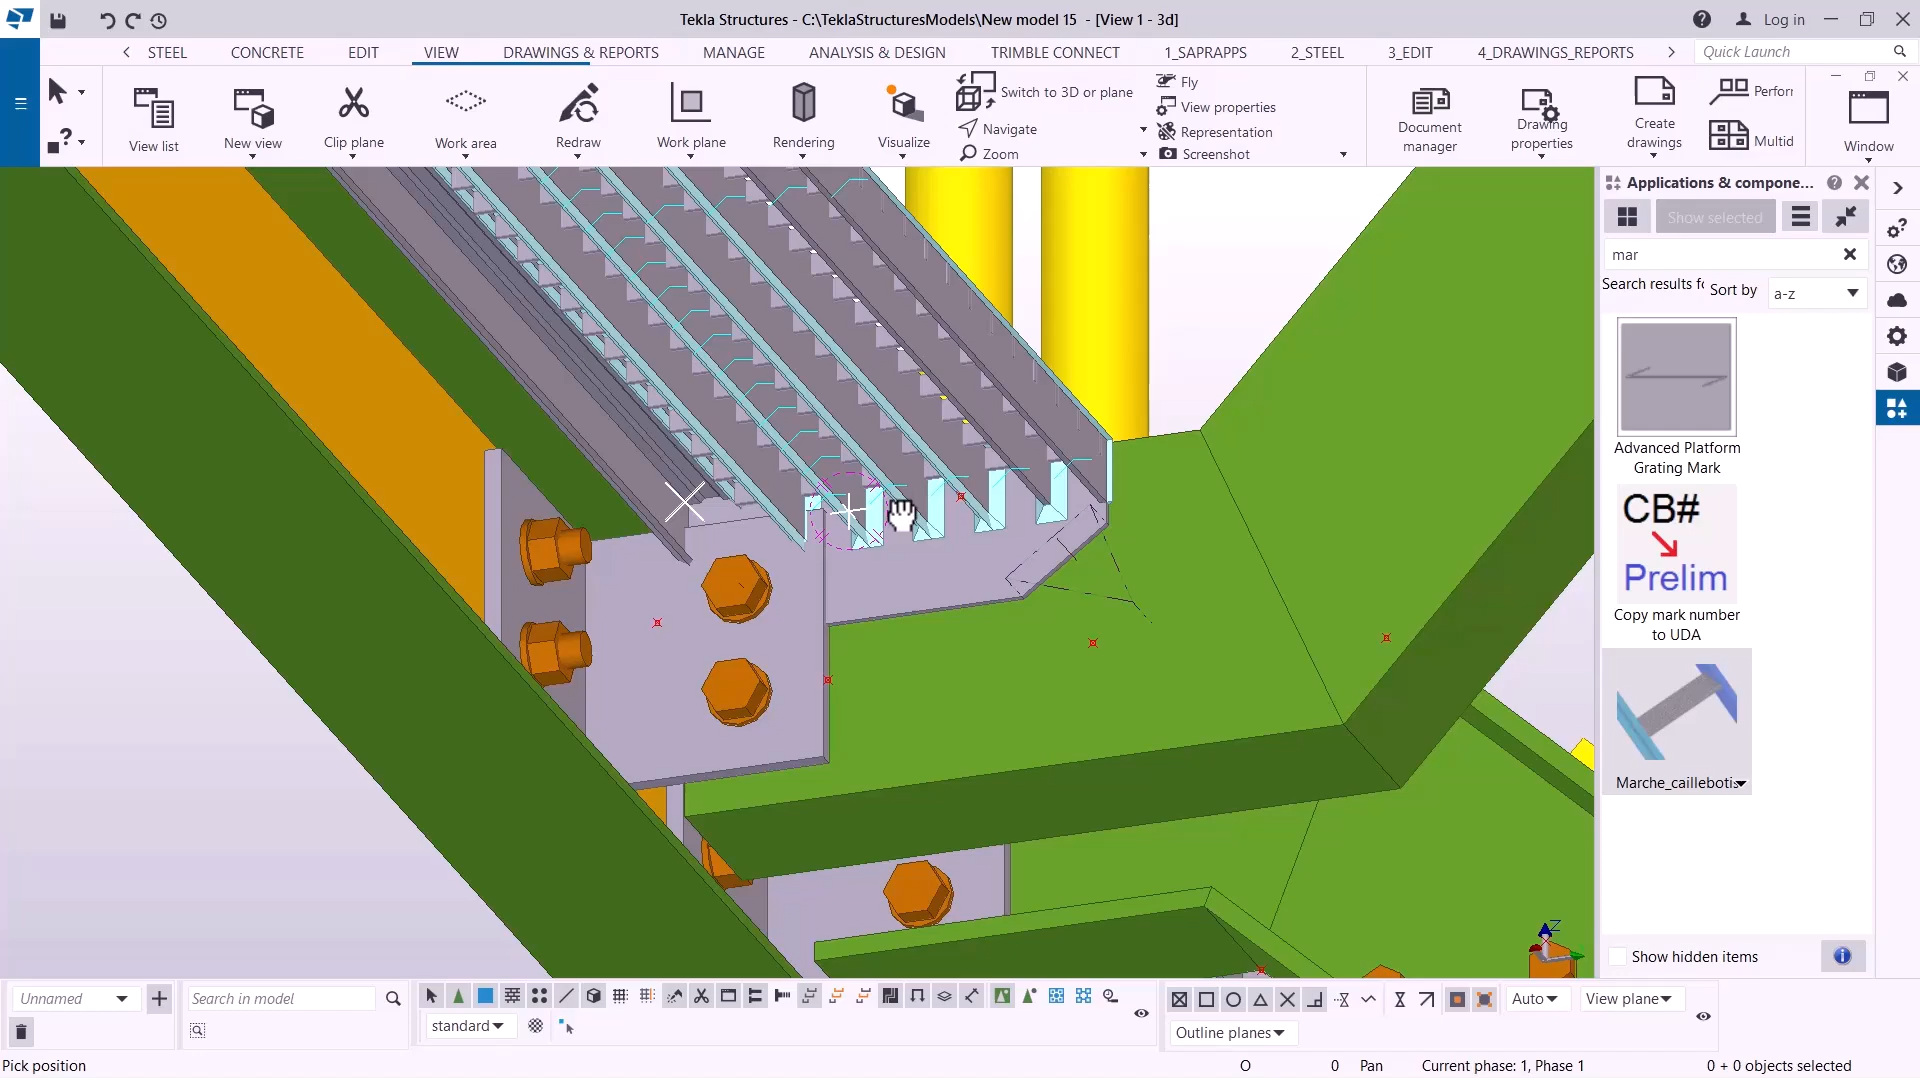 Tekla Structures - C:\TeklaStructuresModels\New model 15 - [View 1 - 3d]
Log in
STEEL CONCRETE EDIT VIEW DRAWINGS & REPORTS MANAGE ANALYSIS & DESIGN TRIMBLE CONNECT 1_SAPRAPPS 2_STEEL 3_EDIT 4_DRAWINGS_REPORTS
Quick Launch
View list
New view
Clip plane
Work area
Redraw
Work plane
Rendering
Visualize
Switch to 3D or plane
Navigate
Zoom
Fly
View properties
Representation
Screenshot
Document
manager
Drawing
properties
Create
drawings
Perfor
Multid
Window
Applications & compone...
Show selected
mar
Search results fo
Sort by
a-z
Advanced Platform
Grating Mark
CB#
Prelim
Copy mark number
to UDA
Marche_caillebotis
Show hidden items
Z
Unnamed
Search in model
standard
Auto
View plane
Outline planes
Pick position
O
0
Pan
Current phase: 1, Phase 1
0 + 0 objects selected